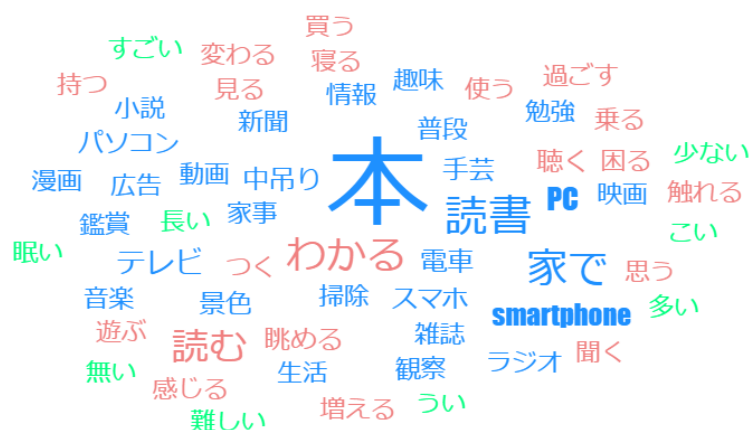 買う
すごい 変わる 寝る
持つ 見る 情報 趣味 使う 過ごす
小説 新聞 普段 勉強 乗る
パソコン 本 手芸 聴く 困る 少ない
漫画 広告 動画 中吊り 読書 PC 映画 触れる
鑑賞 長い 家事 こい
眠い テレビ つく わかる 電車 家で 思う
音楽 景色 掃除 スマホ smartphone 多い
遊ぶ 読む 眺める 雑誌 ラジオ 聞く
無い 感じる 生活 観察
難しい 増える うい